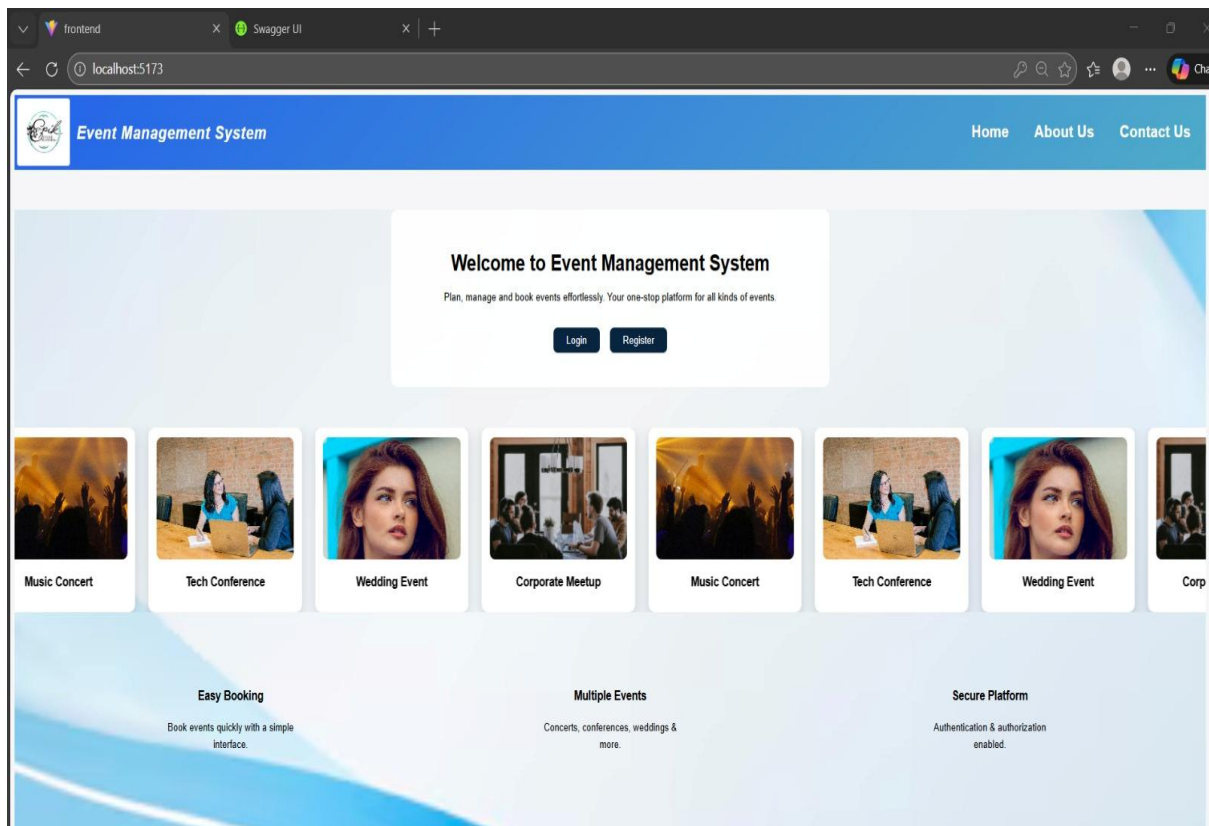 frontend
Swagger UI
localhost:5173
Cha
Event Management System
Home About Us Contact Us
Welcome to Event Management System
Plan, manage and book events effortlessly. Your one-stop platform for all kinds of events.
Login Register
Music Concert Tech Conference Wedding Event Corporate Meetup Music Concert Tech Conference Wedding Event Corp
Easy Booking Multiple Events Secure Platform
Book events quickly with a simple Concerts, conferences, weddings & Authentication & authorization
interface. more. enabled.